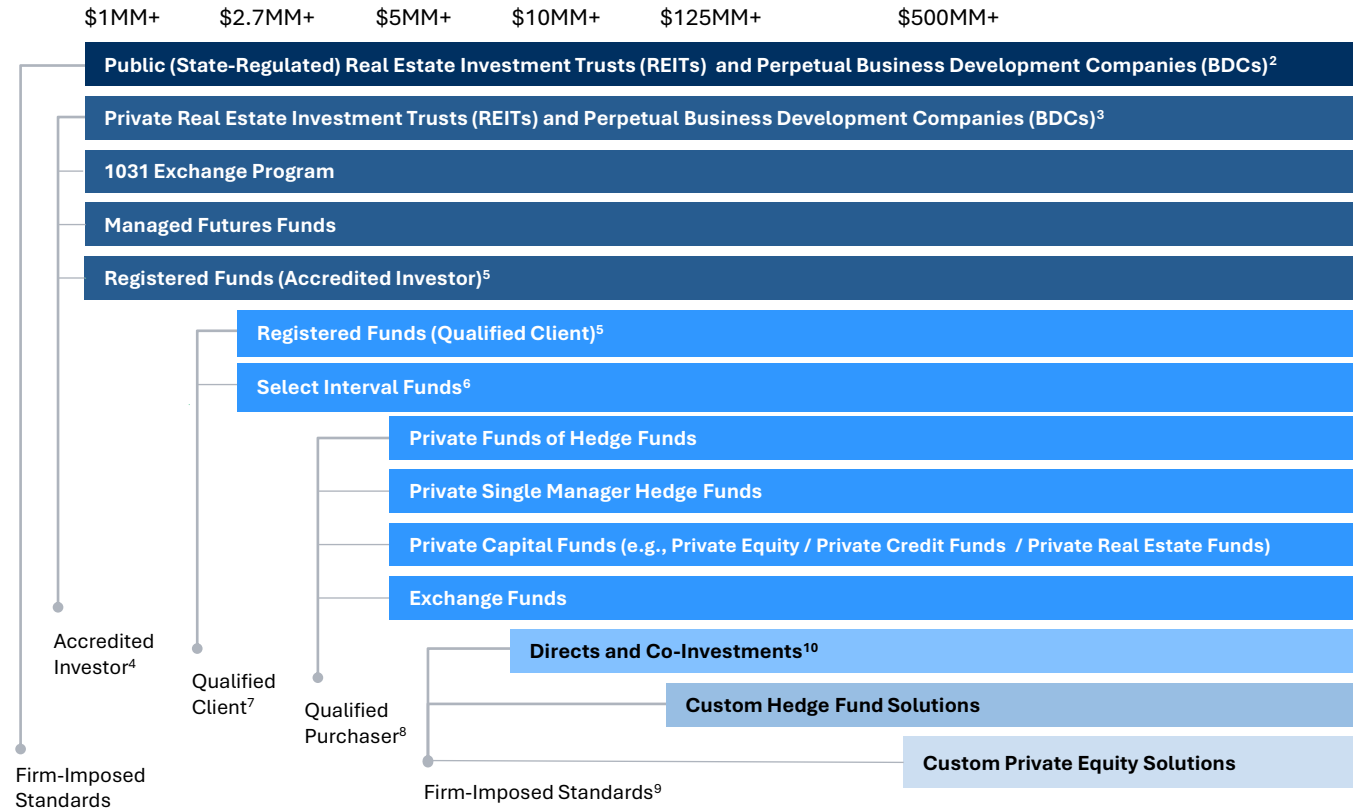 $1MM+ $2.7MM+ $5MM+ $10MM+ $125MM+ $500MM+
Public (State-Regulated) Real Estate Investment Trusts (REITs) and Perpetual Business Development Companies (BDCs)²
Private Real Estate Investment Trusts (REITs) and Perpetual Business Development Companies (BDCs)³
1031 Exchange Program
Managed Futures Funds
Registered Funds (Accredited Investor)⁵
Registered Funds (Qualified Client)⁵
Select Interval Funds⁶
Private Funds of Hedge Funds
Private Single Manager Hedge Funds
Private Capital Funds (e.g., Private Equity / Private Credit Funds / Private Real Estate Funds)
Exchange Funds
Directs and Co-Investments¹⁰
Custom Hedge Fund Solutions
Custom Private Equity Solutions
Accredited
Investor⁴
Qualified
Client⁷
Qualified
Purchaser⁸
Firm-Imposed
Standards
Firm-Imposed Standards⁹